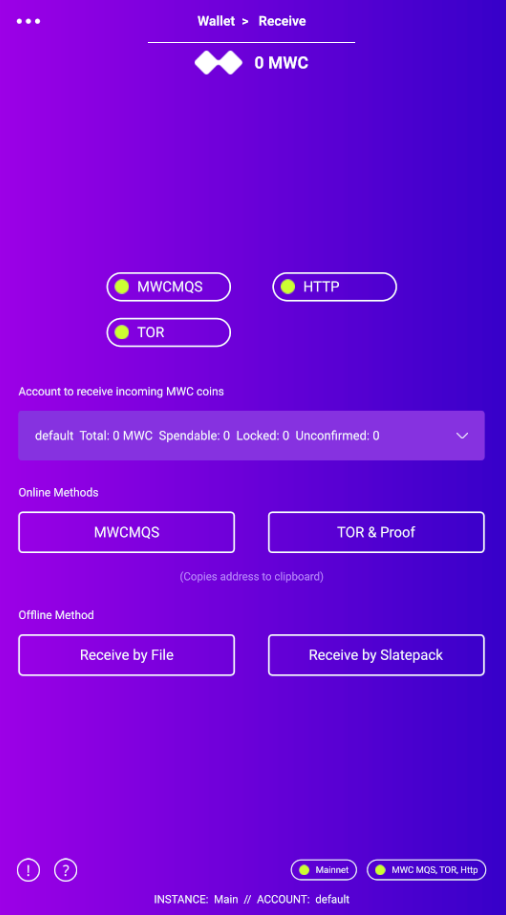 Wallet > Receive
0 MWC
MWCMQS HTTP
TOR
Account to receive incoming MWC coins
default Total: 0 MWC Spendable: 0 Locked: 0 Unconfirmed: 0
Online Methods
MWCMQS TOR & Proof
(Copies address to clipboard)
Offline Method
Receive by File Receive by Slatepack
! ? Mainnet MWC MQS, TOR, Http
INSTANCE: Main // ACCOUNT: default